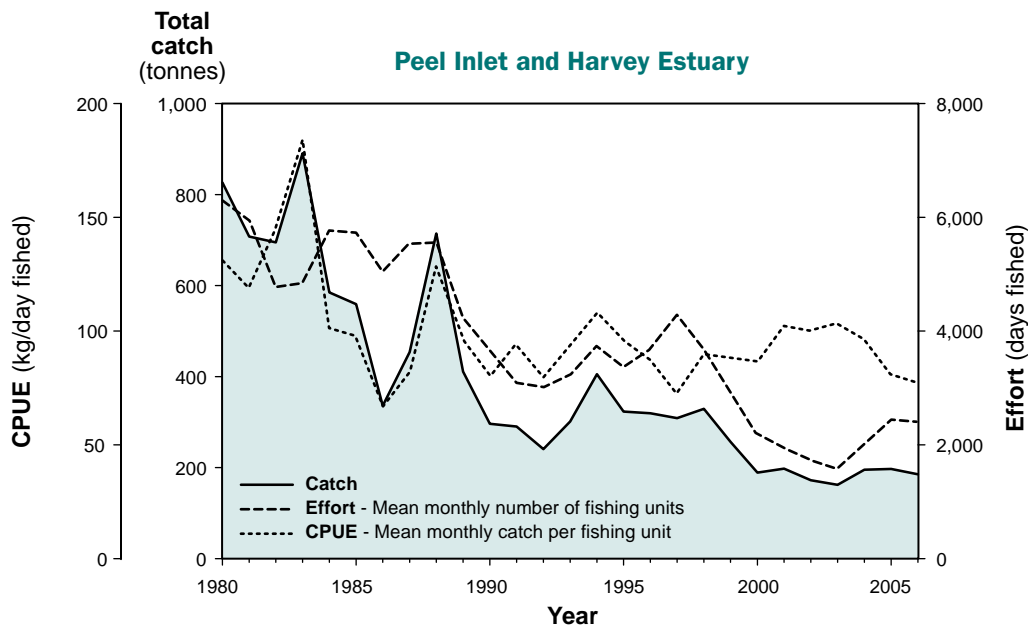 Total
catch
(tonnes)
Peel Inlet and Harvey Estuary
200
150
100
50
0
CPUE (kg/day fished)
1,000
800
600
400
200
0
8,000
6,000
4,000
2,000
0
Effort (days fished)
Catch
Effort - Mean monthly number of fishing units
CPUE - Mean monthly catch per fishing unit
1980 1985 1990 1995 2000 2005
Year